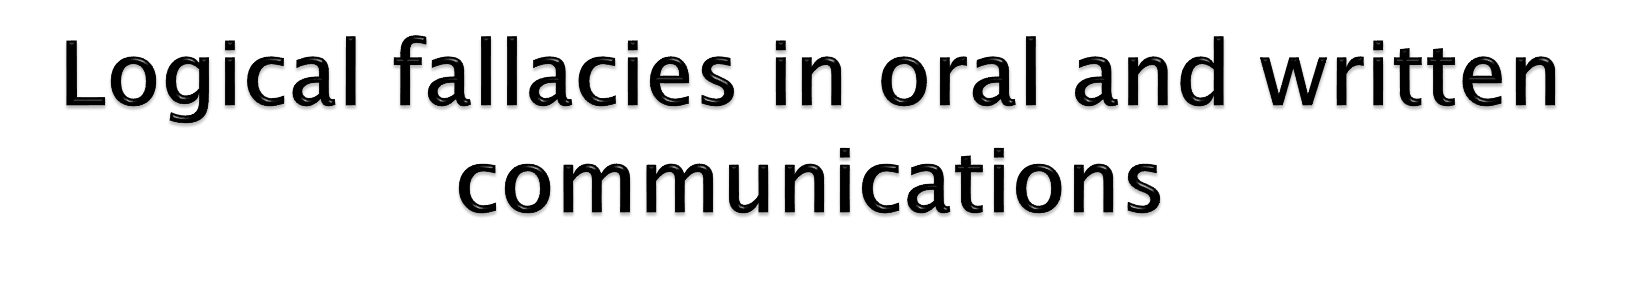 Logical fallacies in oral and written
communications